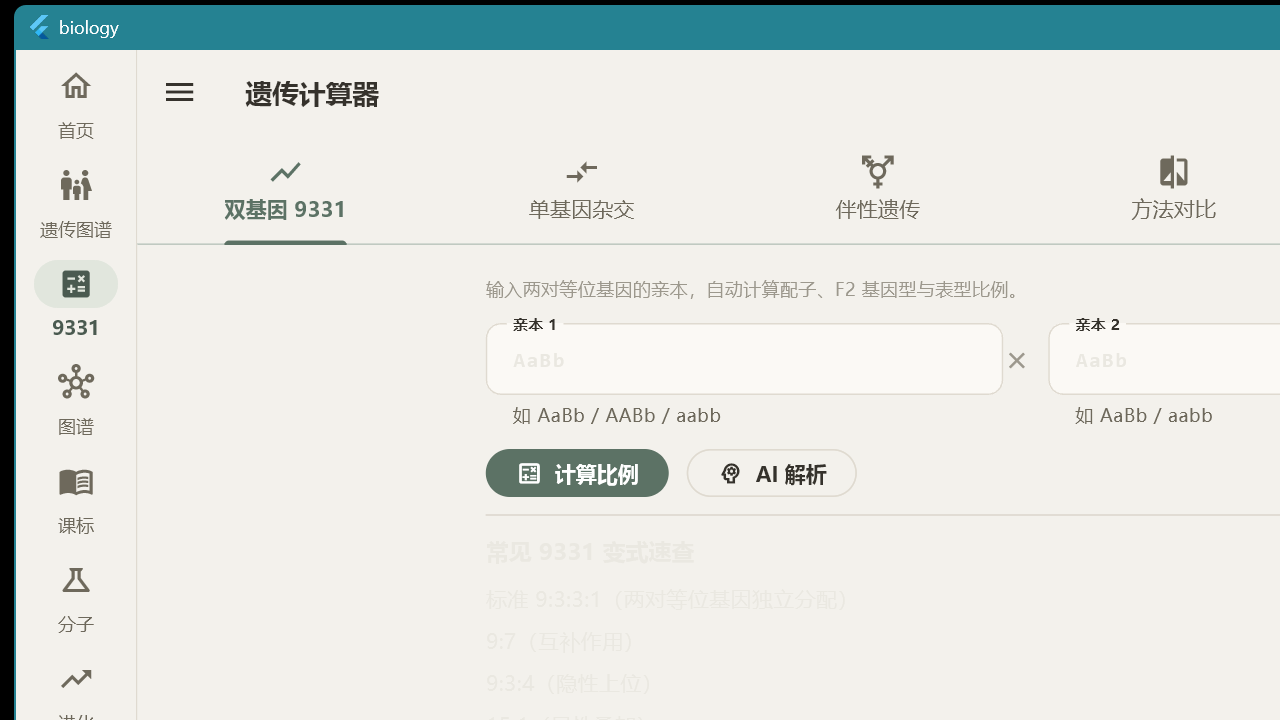 biology
首页
遗传图谱
9331
图谱
课标
分子
进化
遗传计算器
双基因 9331
单基因杂交
伴性遗传
方法对比
输入两对等位基因的亲本，自动计算配子、F2 基因型与表型比例。
亲本 1
AaBb
如 AaBb / AABb / aabb
亲本 2
AaBb
如 AaBb / aabb
计算比例
AI 解析
常见 9331 变式速查
标准 9:3:3:1（两对等位基因独立分配）
9:7（互补作用）
9:3:4（隐性上位）